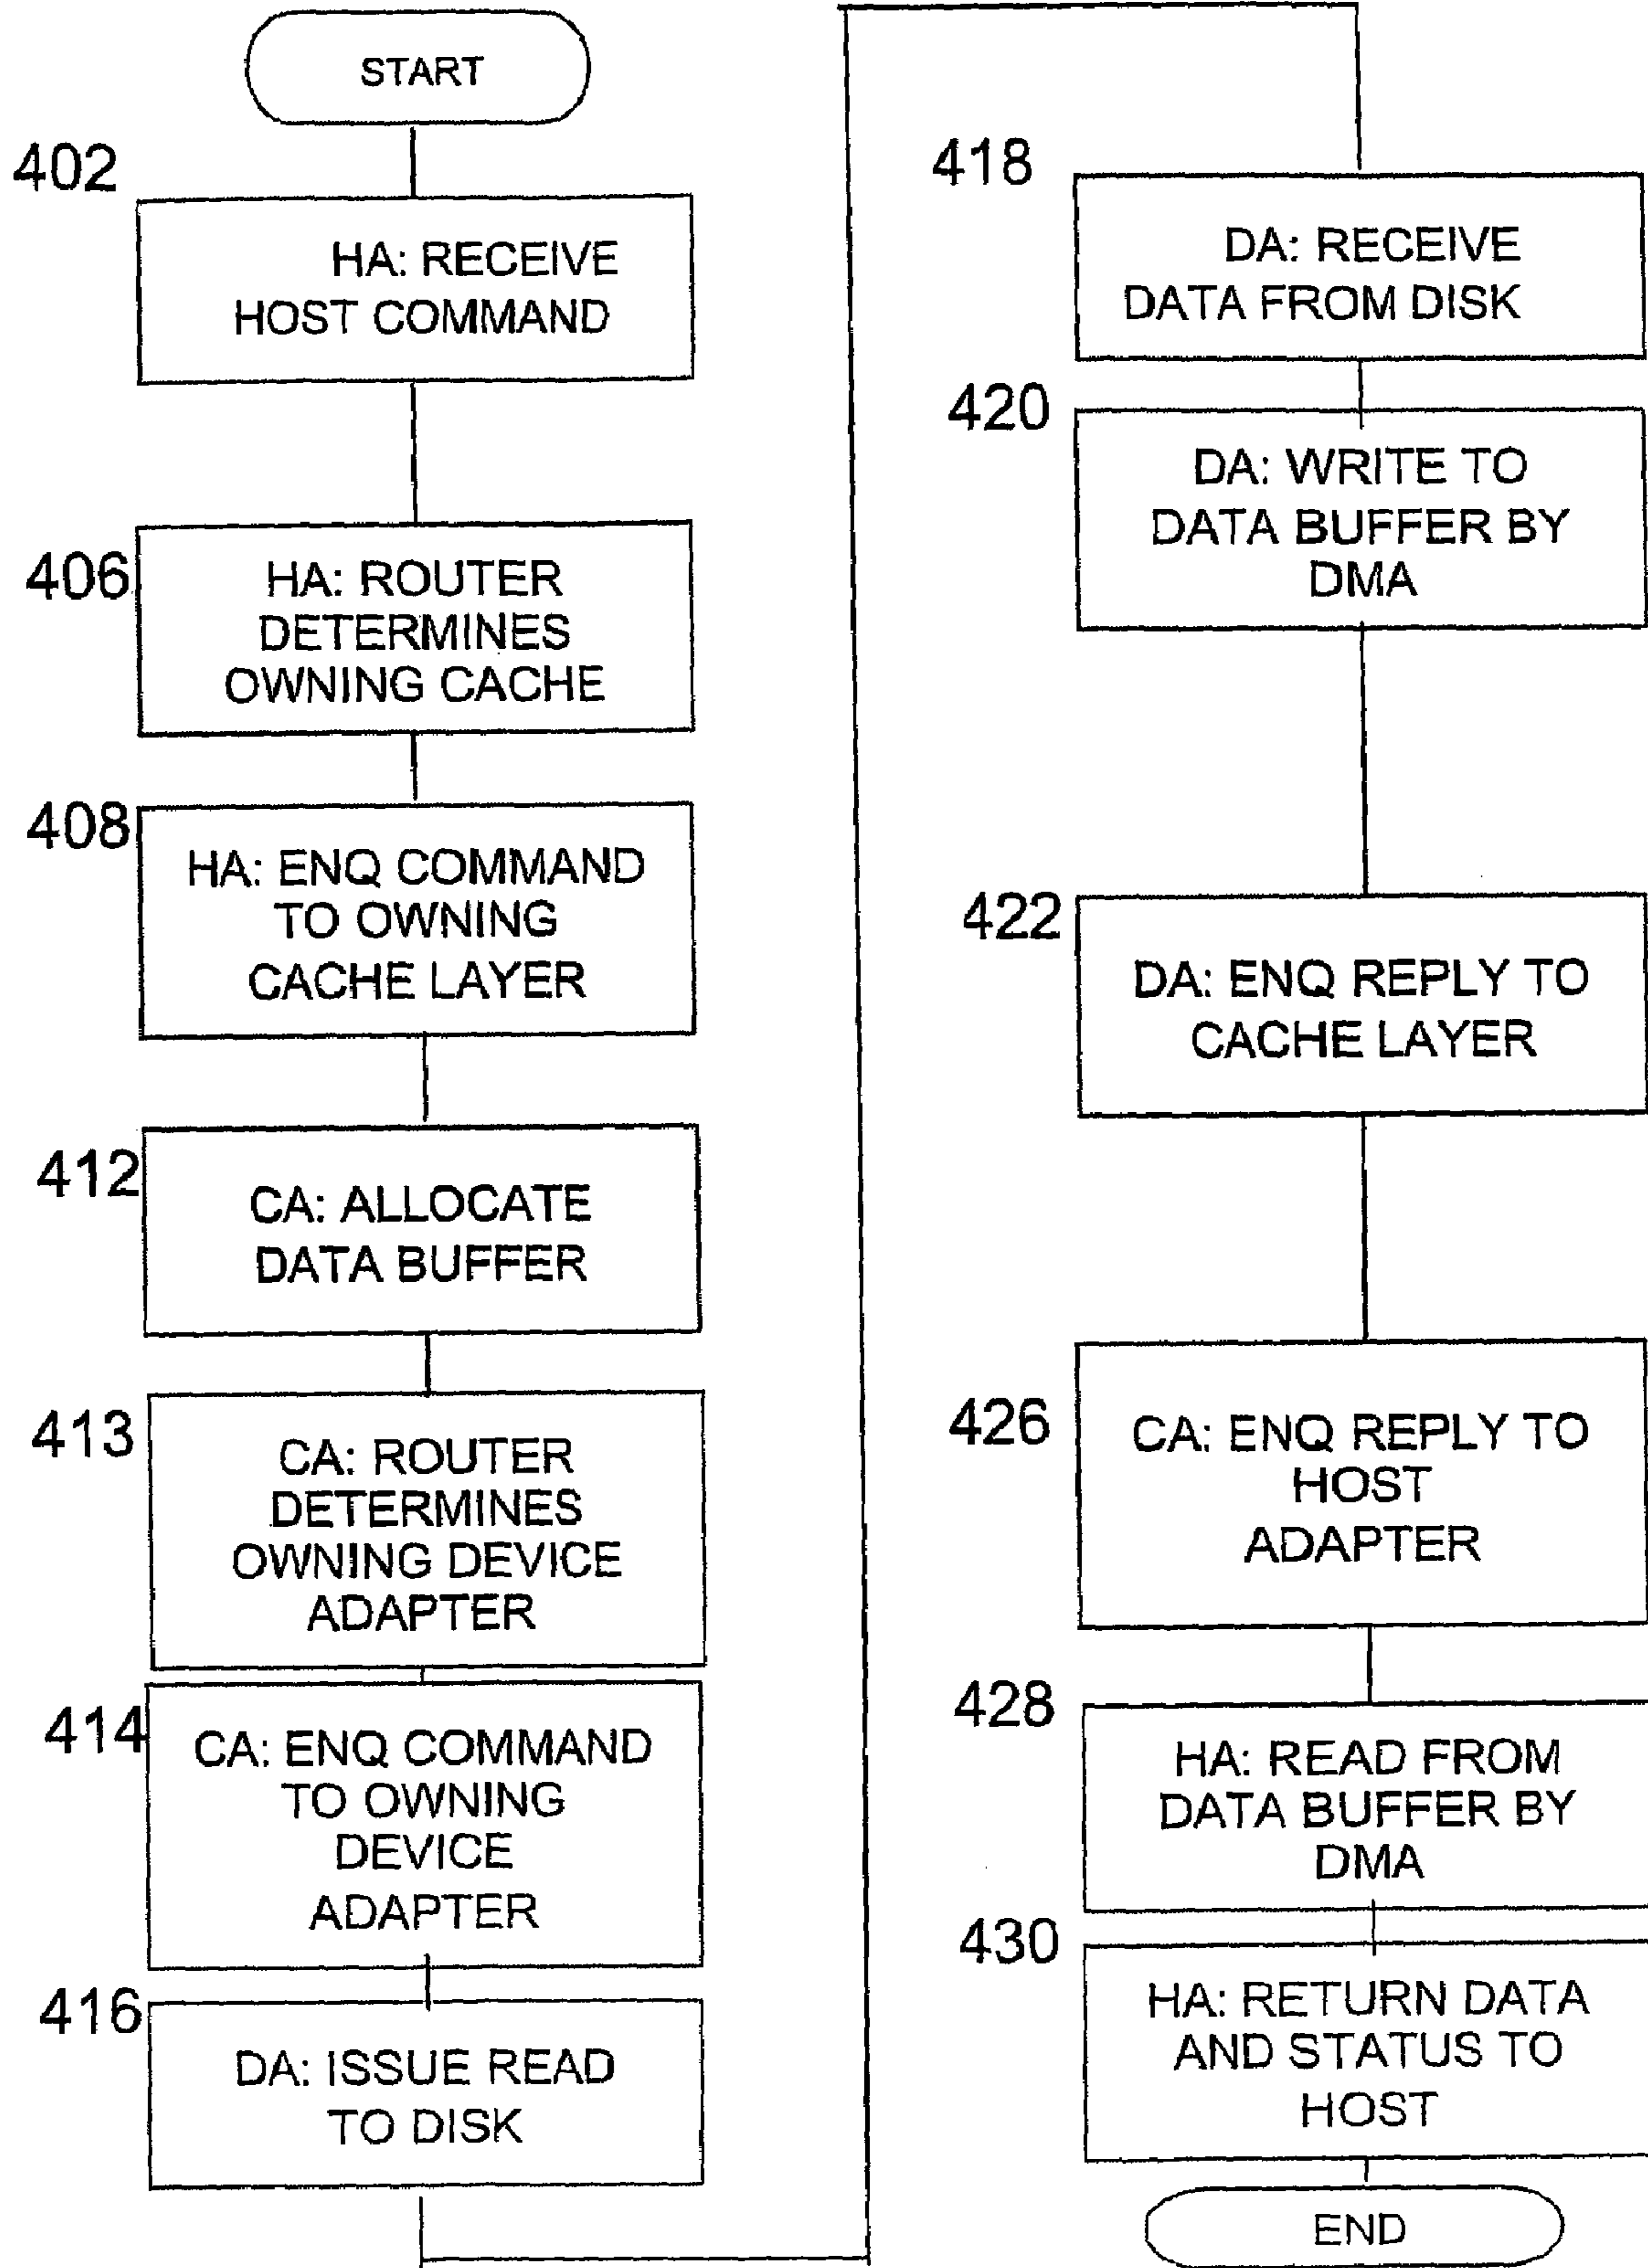 START
402
HA: RECEIVE
HOST COMMAND
406
HA: ROUTER
DETERMINES
OWNING CACHE
408
HA: ENQ COMMAND
TO OWNING
CACHE LAYER
412
CA: ALLOCATE
DATA BUFFER
413
CA: ROUTER
DETERMINES
OWNING DEVICE
ADAPTER
414
CA: ENQ COMMAND
TO OWNING
DEVICE
ADAPTER
416
DA: ISSUE READ
TO DISK
418
DA: RECEIVE
DATA FROM DISK
420
DA: WRITE TO
DATA BUFFER BY
DMA
422
DA: ENQ REPLY TO
CACHE LAYER
426
CA: ENQ REPLY TO
HOST
ADAPTER
428
HA: READ FROM
DATA BUFFER BY
DMA
430
HA: RETURN DATA
AND STATUS TO
HOST
END